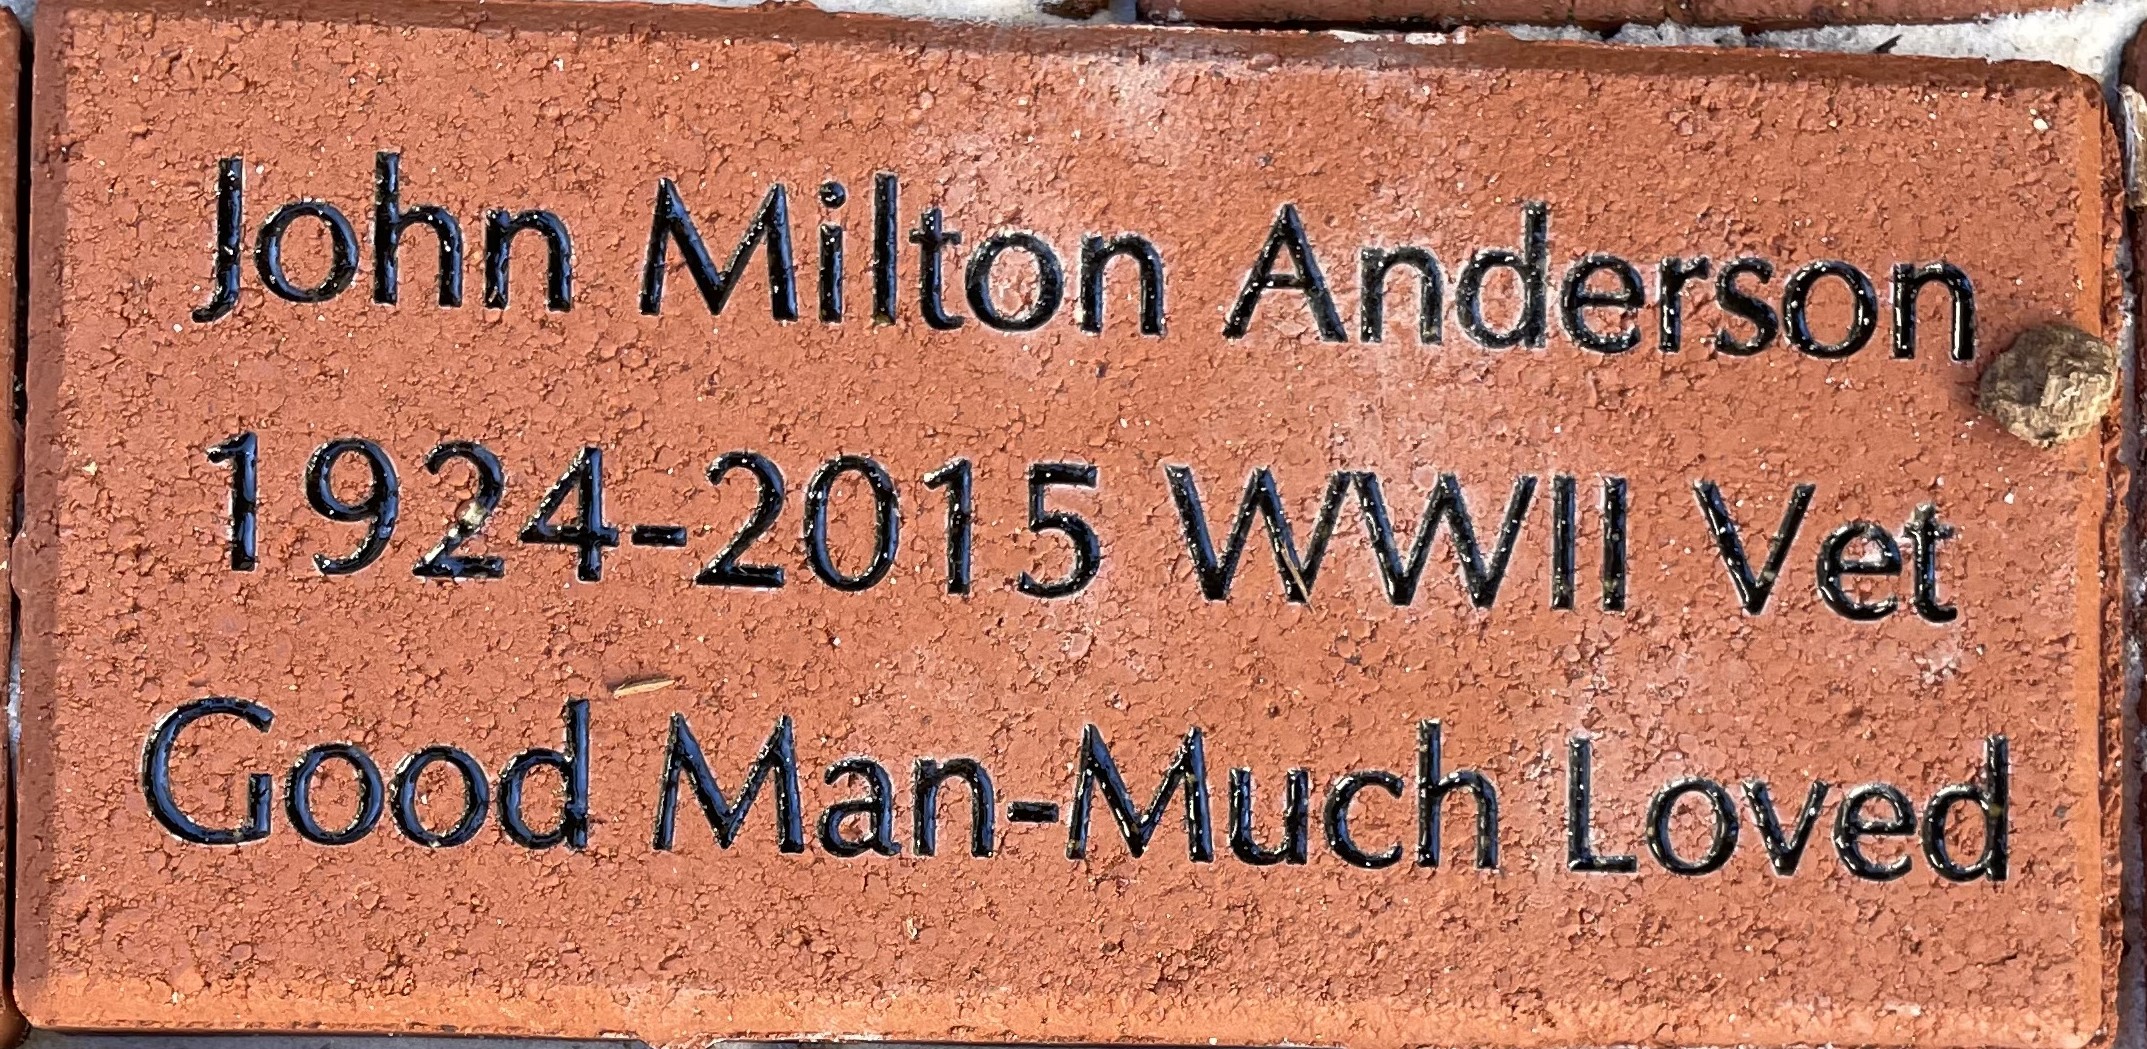 John Milton Anderson
1924-2015 WWII Vet
Good Man-Much Loved